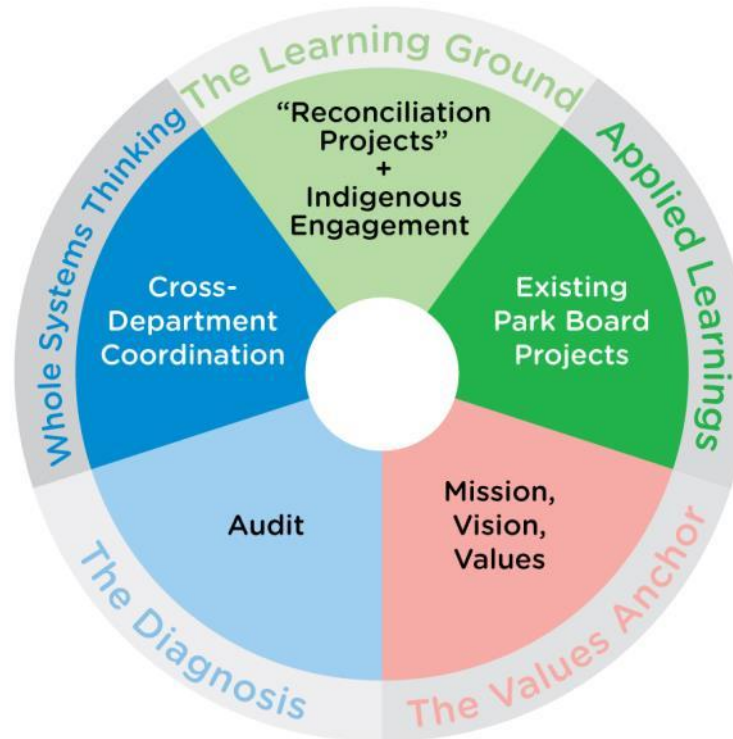 The Learning Ground
“Reconciliation
Projects”
+
Indigenous
Engagement
Applied Learnings
Existing
Park Board
Projects
The Values Anchor
Mission,
Vision,
Values
The Diagnosis
Audit
Whole Systems Thinking
Cross-
Department
Coordination